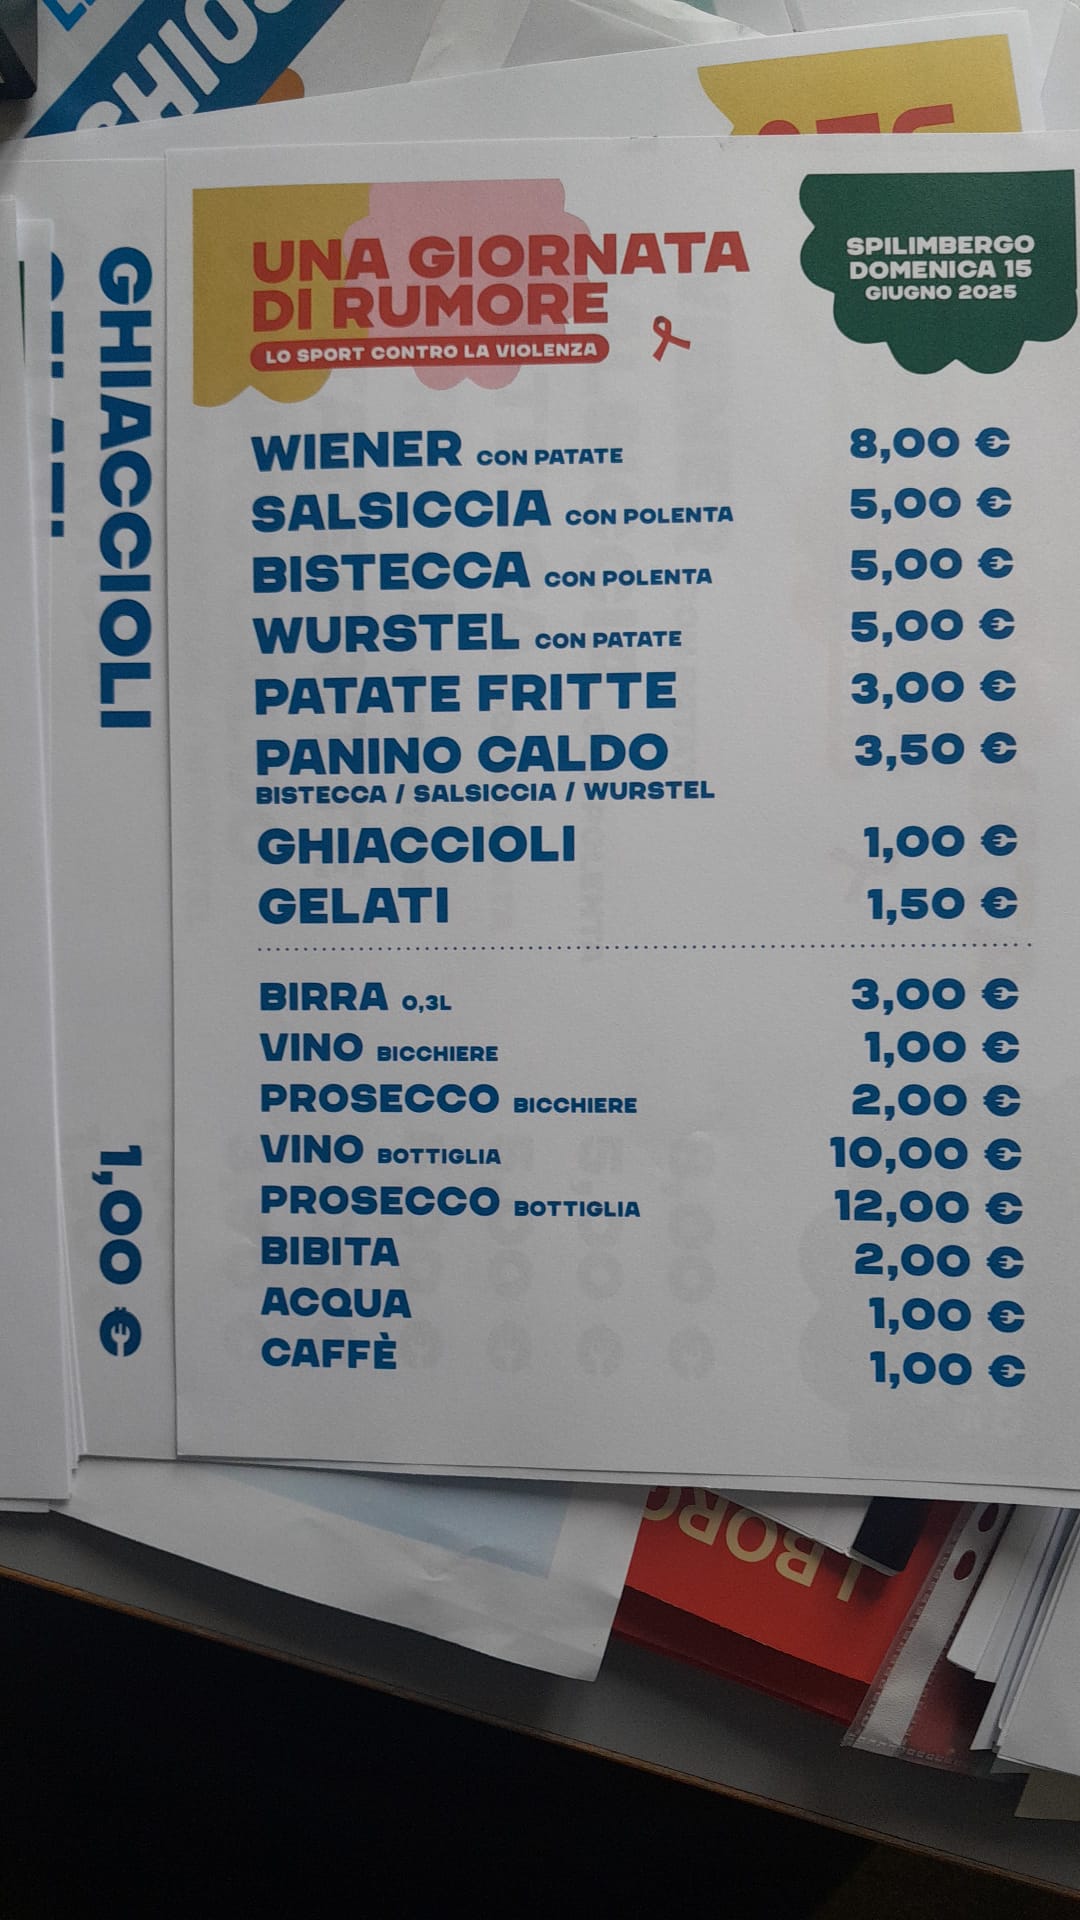 CHIOS
GHIACCIOLI
1,00 €
UNA GIORNATA
DI RUMORE
LO SPORT CONTRO LA VIOLENZA
SPILIMBERGO
DOMENICA 15
GIUGNO 2025
WIENER CON PATATE 8,00 €
SALSICCIA CON POLENTA 5,00 €
BISTECCA CON POLENTA 5,00 €
WURSTEL CON PATATE 5,00 €
PATATE FRITTE 3,00 €
PANINO CALDO 3,50 €
BISTECCA / SALSICCIA / WURSTEL
GHIACCIOLI 1,00 €
GELATI 1,50 €
BIRRA 0,3L 3,00 €
VINO BICCHIERE 1,00 €
PROSECCO BICCHIERE 2,00 €
VINO BOTTIGLIA 10,00 €
PROSECCO BOTTIGLIA 12,00 €
BIBITA 2,00 €
ACQUA 1,00 €
CAFFÈ 1,00 €